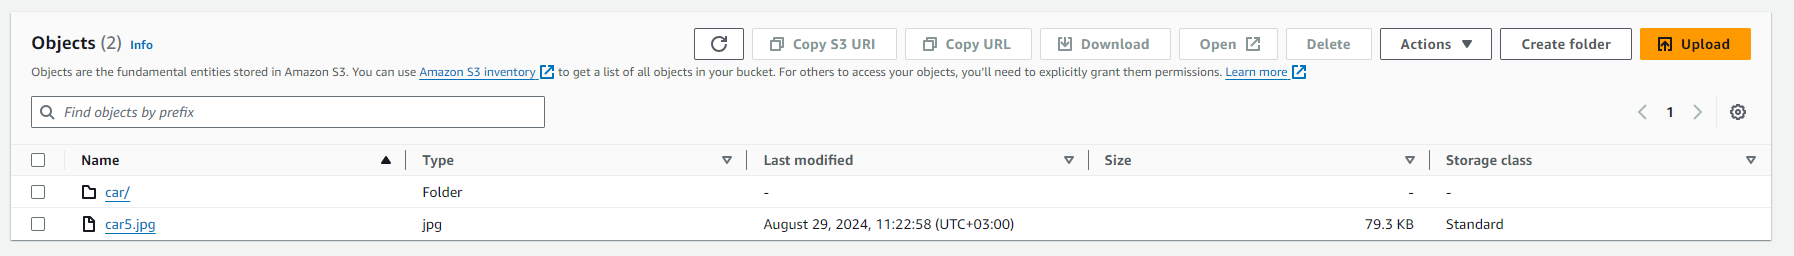 Objects (2) Info
Copy S3 URI Copy URL Download Open Delete Actions Create folder Upload
Objects are the fundamental entities stored in Amazon S3. You can use Amazon S3 inventory to get a list of all objects in your bucket. For others to access your objects, you'll need to explicitly grant them permissions. Learn more
Find objects by prefix
1
Name Type Last modified Size Storage class
car/ Folder - - -
car5.jpg jpg August 29, 2024, 11:22:58 (UTC+03:00) 79.3 KB Standard